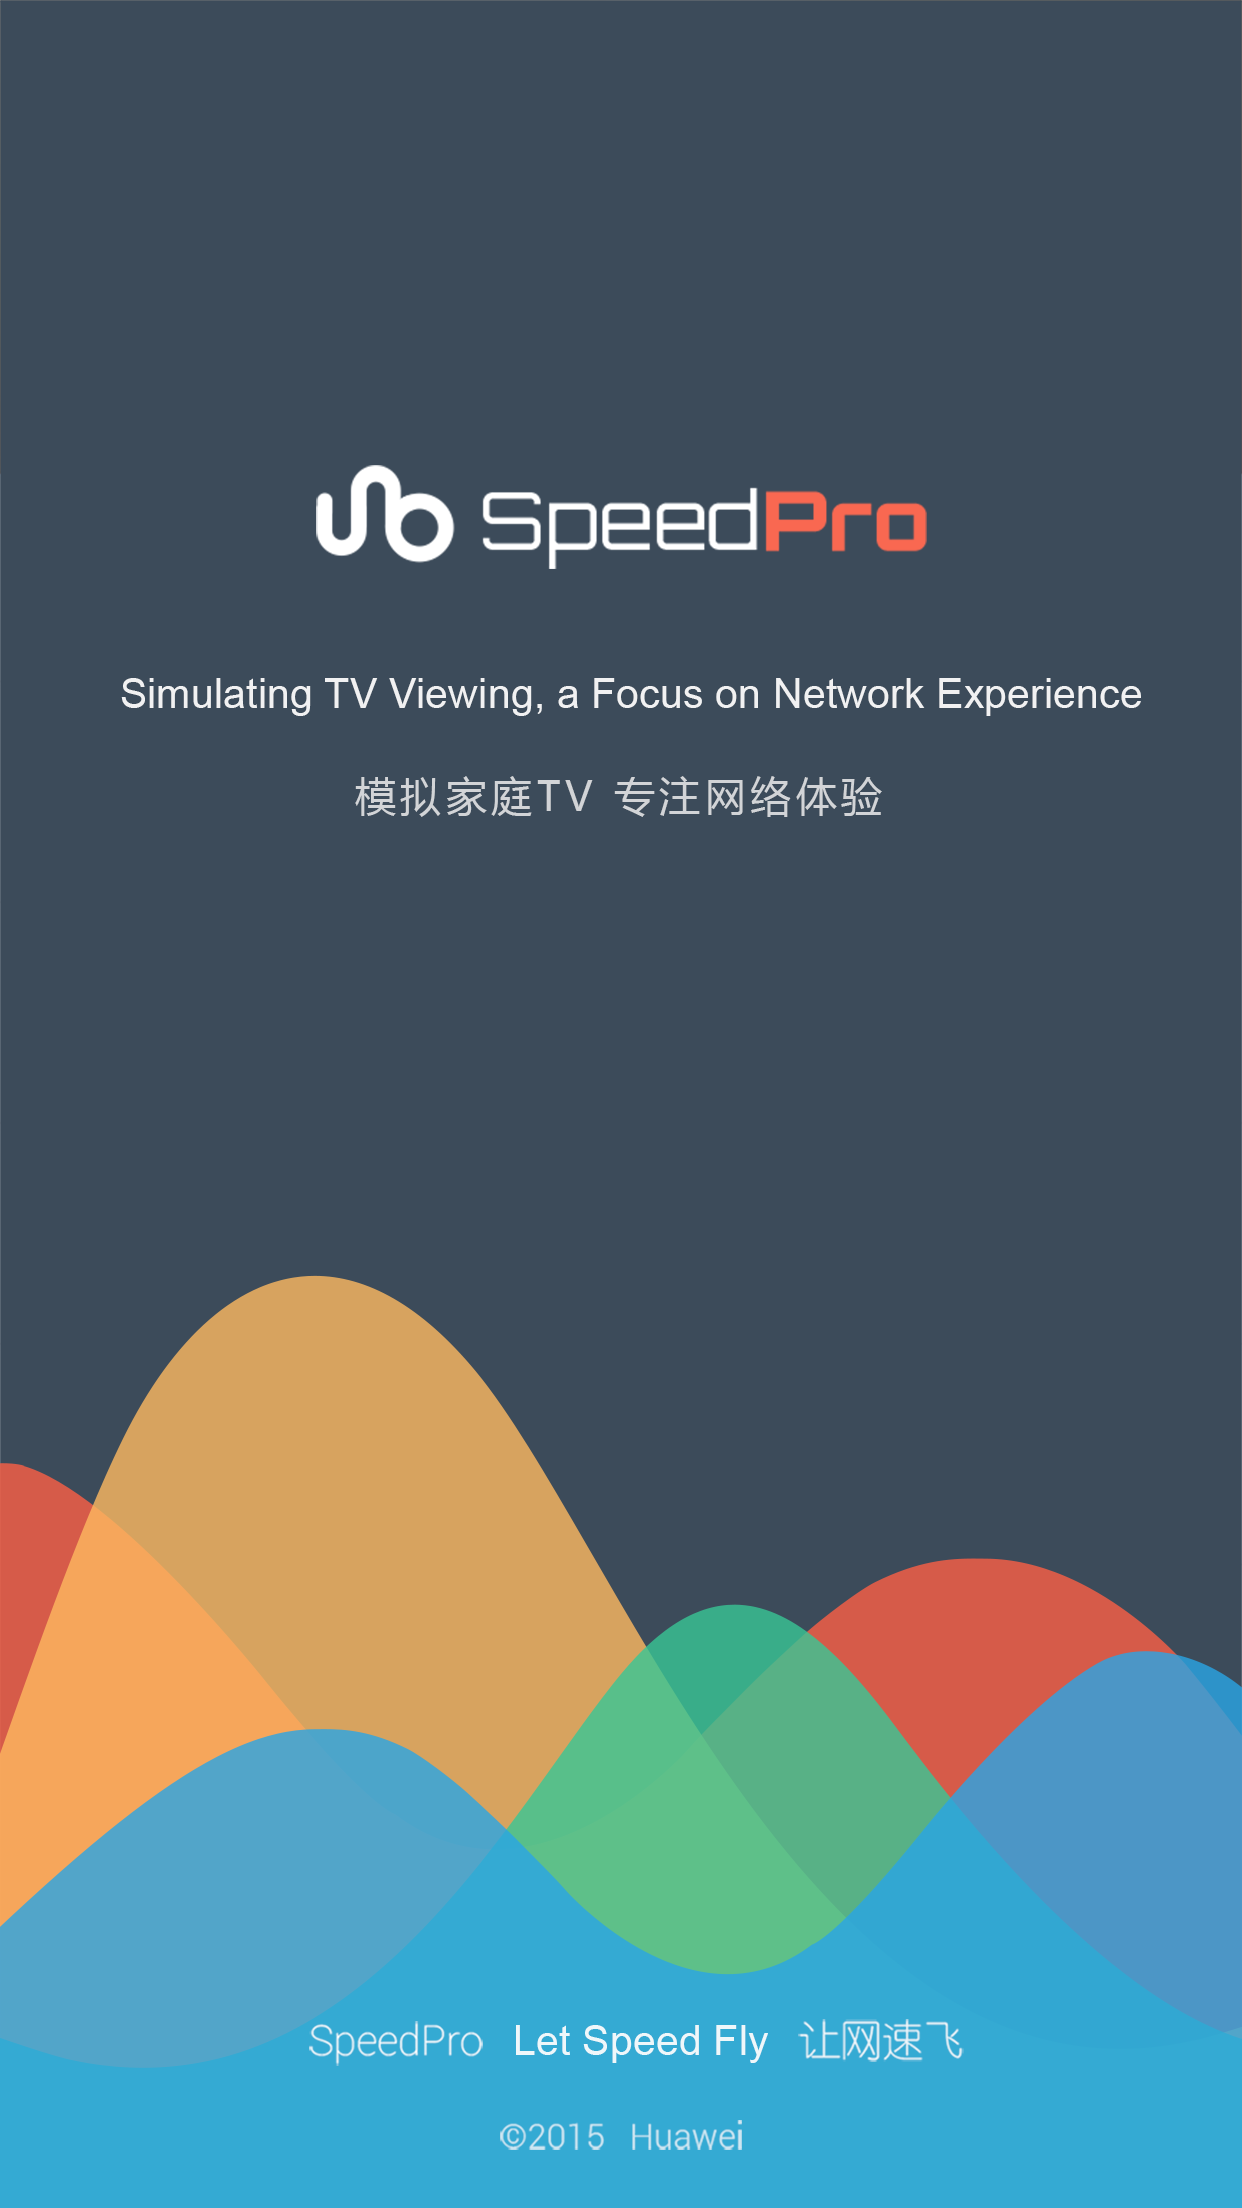 SpeedPro
Simulating TV Viewing, a Focus on Network Experience
模拟家庭TV 专注网络体验
SpeedPro Let Speed Fly 让网速飞
©2015 Huawei